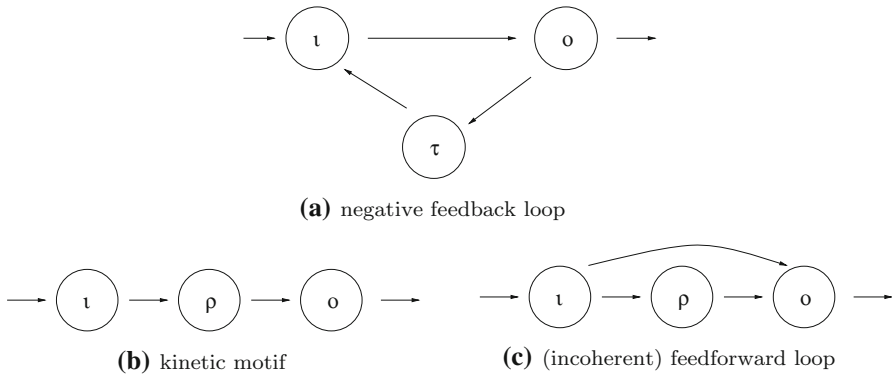 ι ο
τ
(a) negative feedback loop
ι ρ ο ι ρ ο
(b) kinetic motif (c) (incoherent) feedforward loop